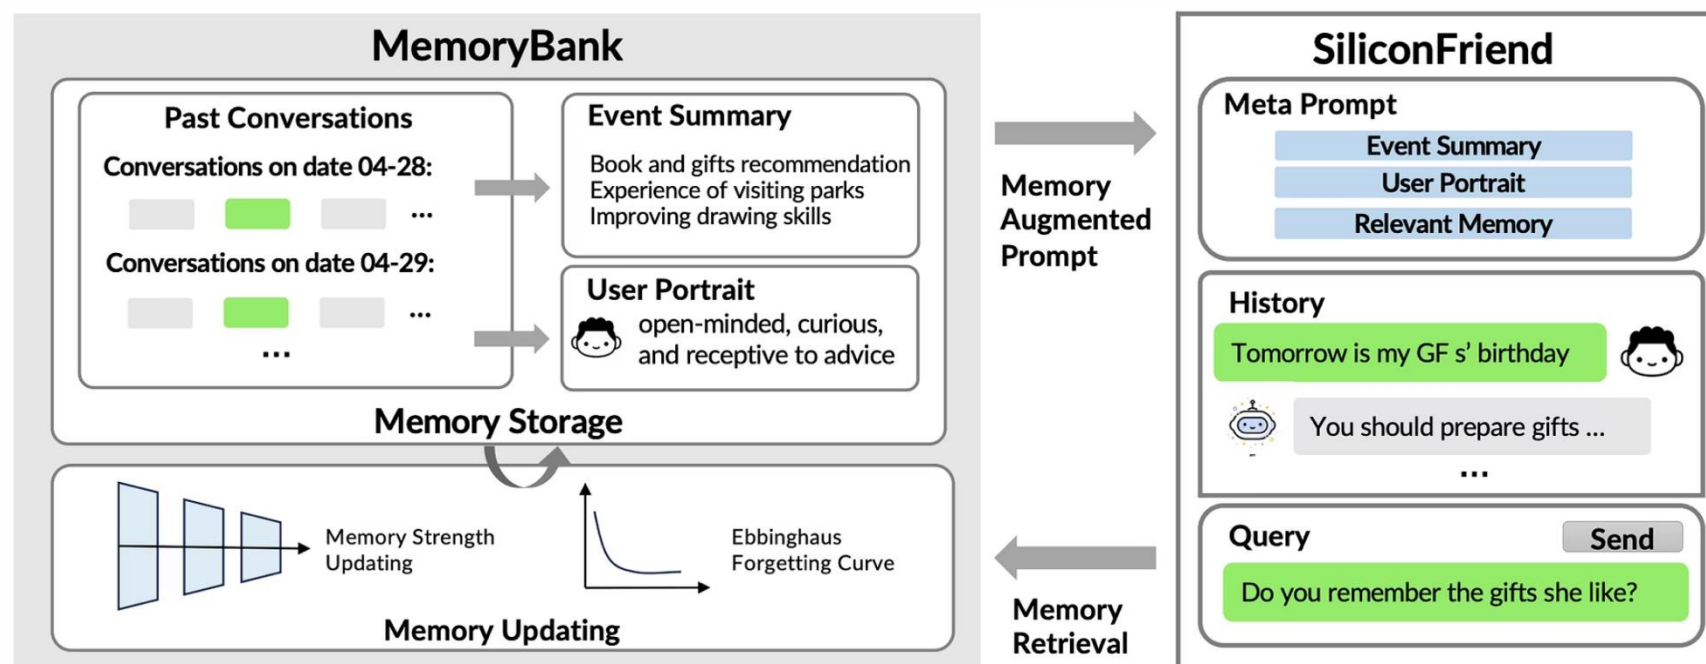 MemoryBank
Past Conversations
Conversations on date 04-28:
...
Conversations on date 04-29:
...
...
Event Summary
Book and gifts recommendation
Experience of visiting parks
Improving drawing skills
User Portrait
open-minded, curious,
and receptive to advice
Memory Storage
Memory Strength
Updating
Ebbinghaus
Forgetting Curve
Memory Updating
Memory
Augmented
Prompt
Memory
Retrieval
SiliconFriend
Meta Prompt
Event Summary
User Portrait
Relevant Memory
History
Tomorrow is my GF s’ birthday
You should prepare gifts ...
...
Query
Send
Do you remember the gifts she like?